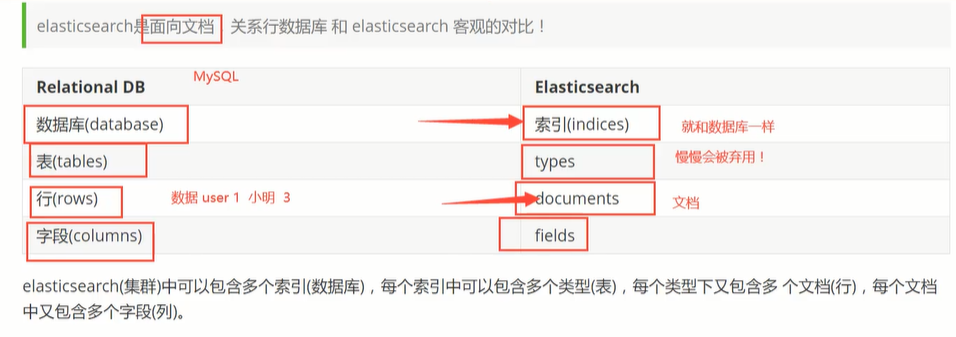 elasticsearch是面向文档 关系行数据库 和 elasticsearch 客观的对比！
MySQL
Relational DB Elasticsearch
数据库(database) 索引(indices) 就和数据库一样
表(tables) types 慢慢会被弃用！
行(rows) 数据 user 1 小明 3 documents 文档
字段(columns) fields
elasticsearch(集群)中可以包含多个索引(数据库)，每个索引中可以包含多个类型(表)，每个类型下又包含多 个文档(行)，每个文档
中又包含多个字段(列)。